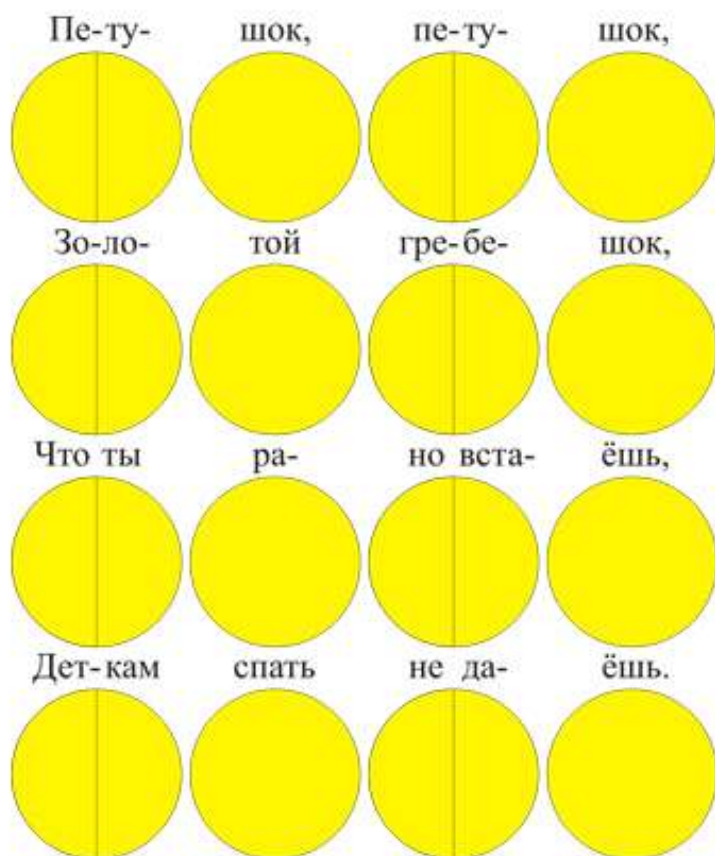 Пе-ту- шок, пе-ту- шок,
Зо-ло- той гре-бе- шок,
Что ты ра- но вста- ёшь,
Дет-кам спать не да- ёшь.